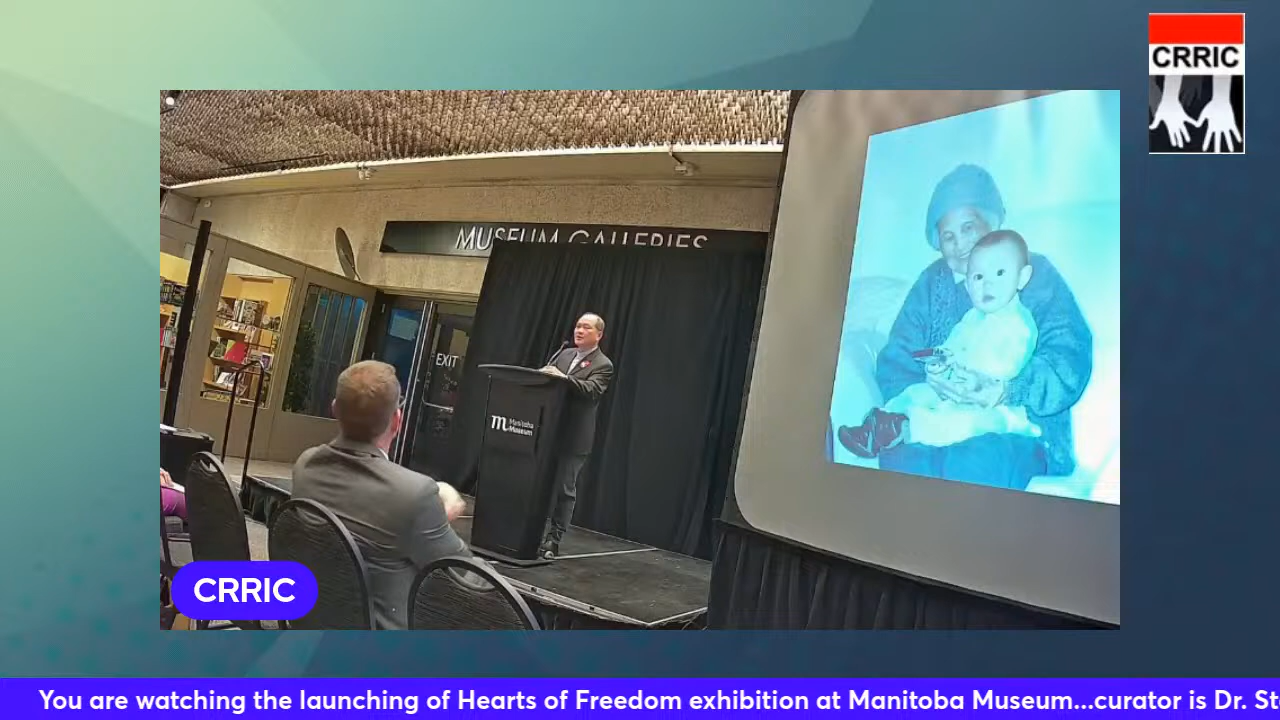 CRRIC
MUSEUM GALLERIES
EXIT
m Manitoba
Museum
CRRIC
You are watching the launching of Hearts of Freedom exhibition at Manitoba Museum...curator is Dr. St